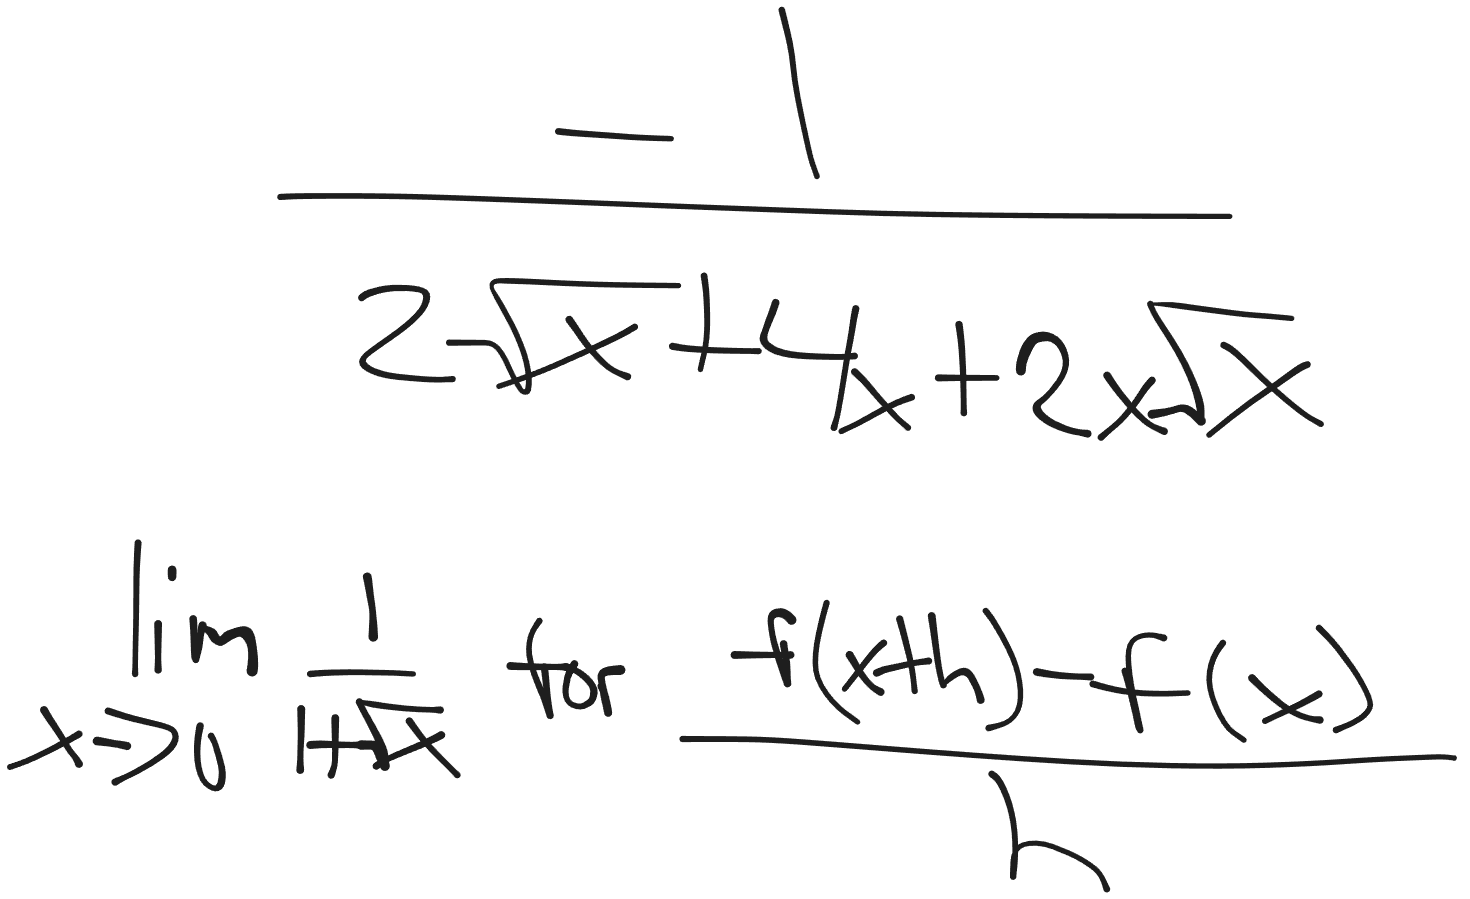 -1
2√x+4x+2x√x
lim x->0 1/(1+√x) for (f(x+h)-f(x))/h